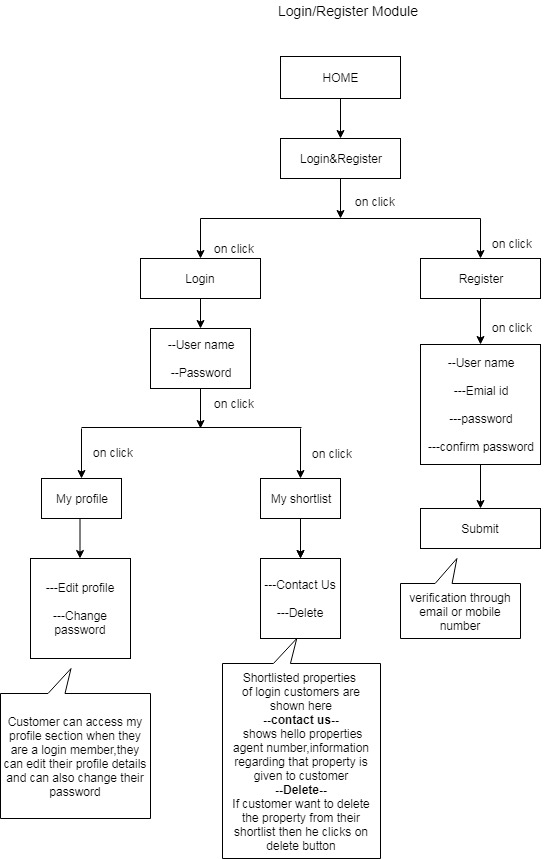 Login/Register Module
HOME
Login&Register
on click
on click
on click
Login
Register
on click
--User name
--Password
--User name
---Emial id
---password
---confirm password
on click
on click
on click
My profile
My shortlist
Submit
---Edit profile
---Change
password
---Contact Us
---Delete
verification through
email or mobile
number
Customer can access my
profile section when they
are a login member,they
can edit their profile details
and can also change their
password
Shortlisted properties
of login customers are
shown here
--contact us--
shows hello properties
agent number,information
regarding that property is
given to customer
--Delete--
If customer want to delete
the property from their
shortlist then he clicks on
delete button